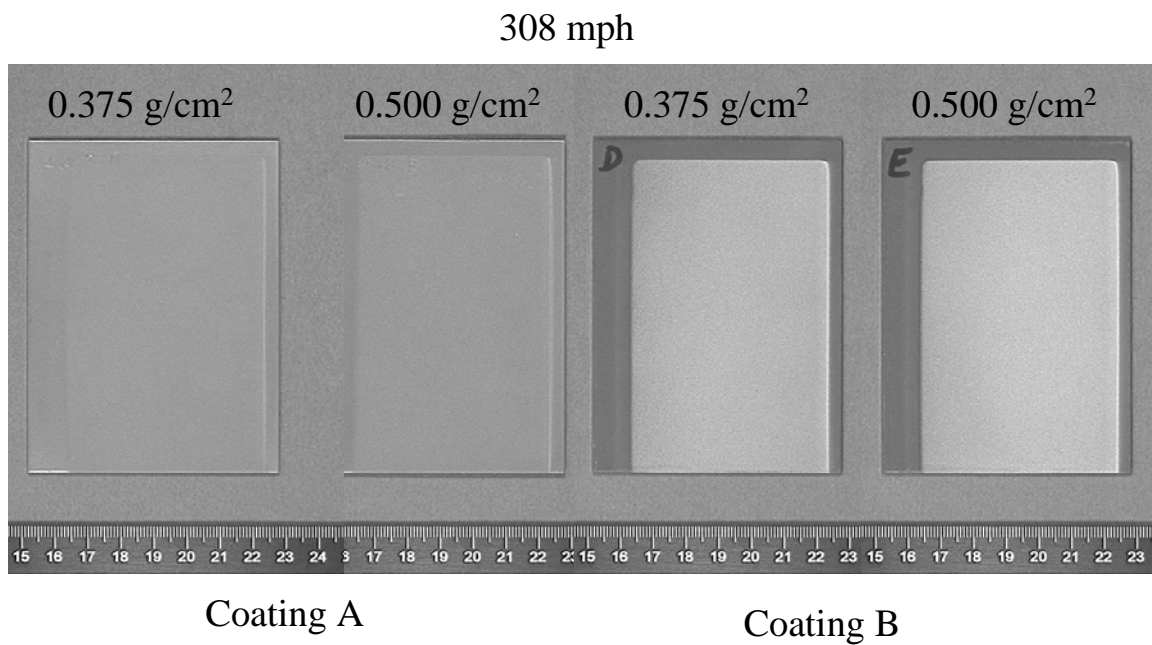 308 mph
0.375 g/cm² 0.500 g/cm² 0.375 g/cm² 0.500 g/cm²
D E
15 16 17 18 19 20 21 22 23 24 17 18 19 20 21 22 15 16 17 18 19 20 21 22 23 15 16 17 18 19 20 21 22 23
Coating A
Coating B